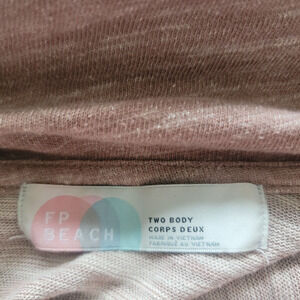 FP
BEACH
TWO BODY
CORPS DEUX
MADE IN VIETNAM
FABRIQUÉ AU VIETNAM